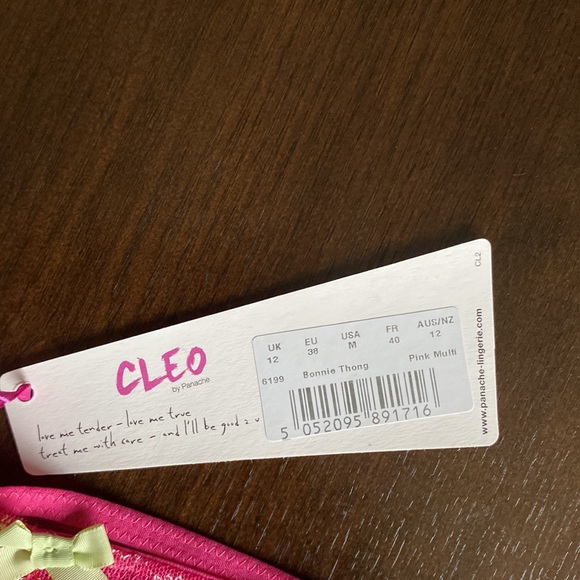 CLEO
by Panache
love me tender - love me true
treat me with care - and I'll be good 2 u
UK EU USA FR AUS/NZ
12 38 M 40 12
6199 Bonnie Thong Pink Multi
5 052095 891716
www.panache-lingerie.com
CL2